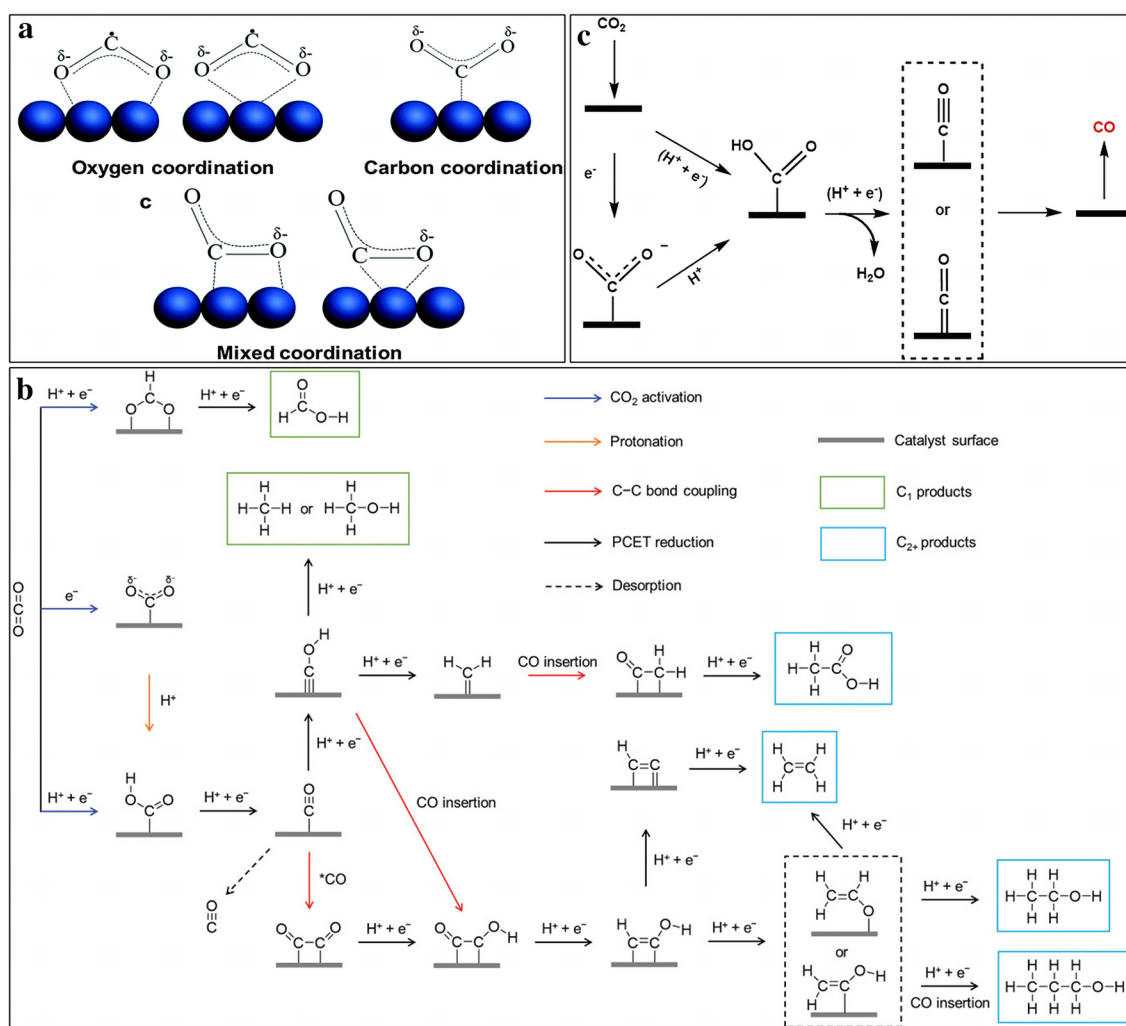 a
δ-
C
δ-
O
O
δ-
C
δ-
O
O
δ-
O
O
δ-
C
Oxygen coordination
Carbon coordination
c
O
δ-
C
O
O
δ-
C
O
Mixed coordination
c
CO₂
e⁻
(H⁺ + e⁻)
O
O
−
C
H⁺
HO
O
C
(H⁺ + e⁻)
H₂O
O
C
or
O
C
CO
b
O=C=O
H⁺ + e⁻
H
C
O
O
H⁺ + e⁻
O
H
C
O
H
H
H
C
H
H
or
H
H
C
O
H
H
H⁺ + e⁻
e⁻
δ⁻
δ⁻
O
O
C
H⁺
H⁺ + e⁻
H
O
O
C
H⁺ + e⁻
O
C
H⁺ + e⁻
H
O
C
H⁺ + e⁻
H
H
C
CO insertion
O
C
C
H
H
H⁺ + e⁻
H
H
C
C
O
O
H
H
O
C
*CO
O
O
C
C
H⁺ + e⁻
CO insertion
O
O
H
C
C
H⁺ + e⁻
H
O
H
C
C
H⁺ + e⁻
H
C
C
H⁺ + e⁻
H
H
C
C
H
H
H⁺ + e⁻
H⁺ + e⁻
H
H
C
C
H
O
or
H
O
H
C
C
H
H⁺ + e⁻
H
H
H
C
C
O
H
H
H
H⁺ + e⁻
CO insertion
H
H
H
H
C
C
C
O
H
H
H
H
CO₂ activation
Protonation
C−C bond coupling
PCET reduction
Desorption
Catalyst surface
C₁ products
C₂₊ products